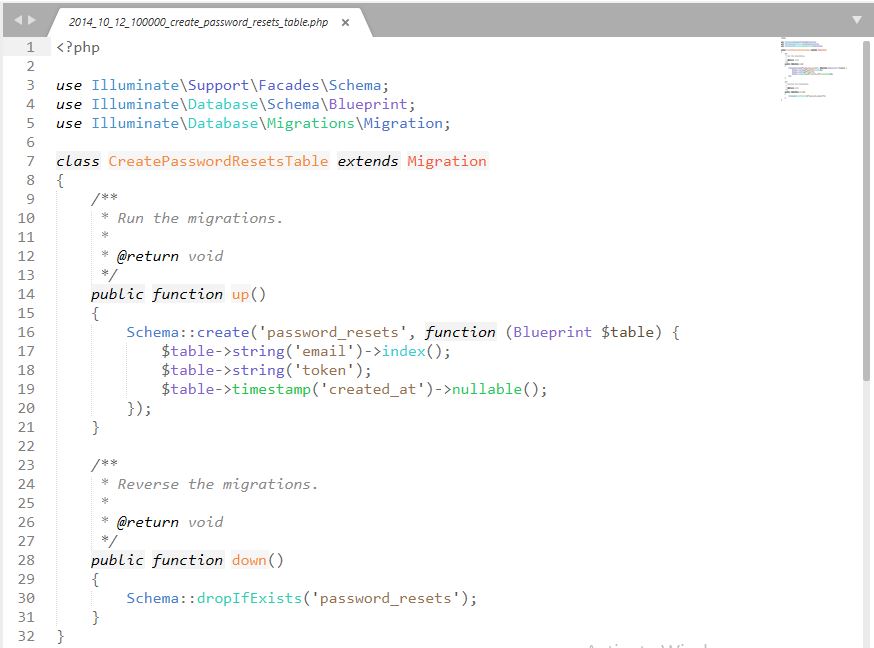 2014_10_12_100000_create_password_resets_table.php ×
1 <?php
2
3 use Illuminate\Support\Facades\Schema;
4 use Illuminate\Database\Schema\Blueprint;
5 use Illuminate\Database\Migrations\Migration;
6
7 class CreatePasswordResetsTable extends Migration
8 {
9     /**
10      * Run the migrations.
11      *
12      * @return void
13      */
14     public function up()
15     {
16         Schema::create('password_resets', function (Blueprint $table) {
17             $table->string('email')->index();
18             $table->string('token');
19             $table->timestamp('created_at')->nullable();
20         });
21     }
22
23     /**
24      * Reverse the migrations.
25      *
26      * @return void
27      */
28     public function down()
29     {
30         Schema::dropIfExists('password_resets');
31     }
32 }